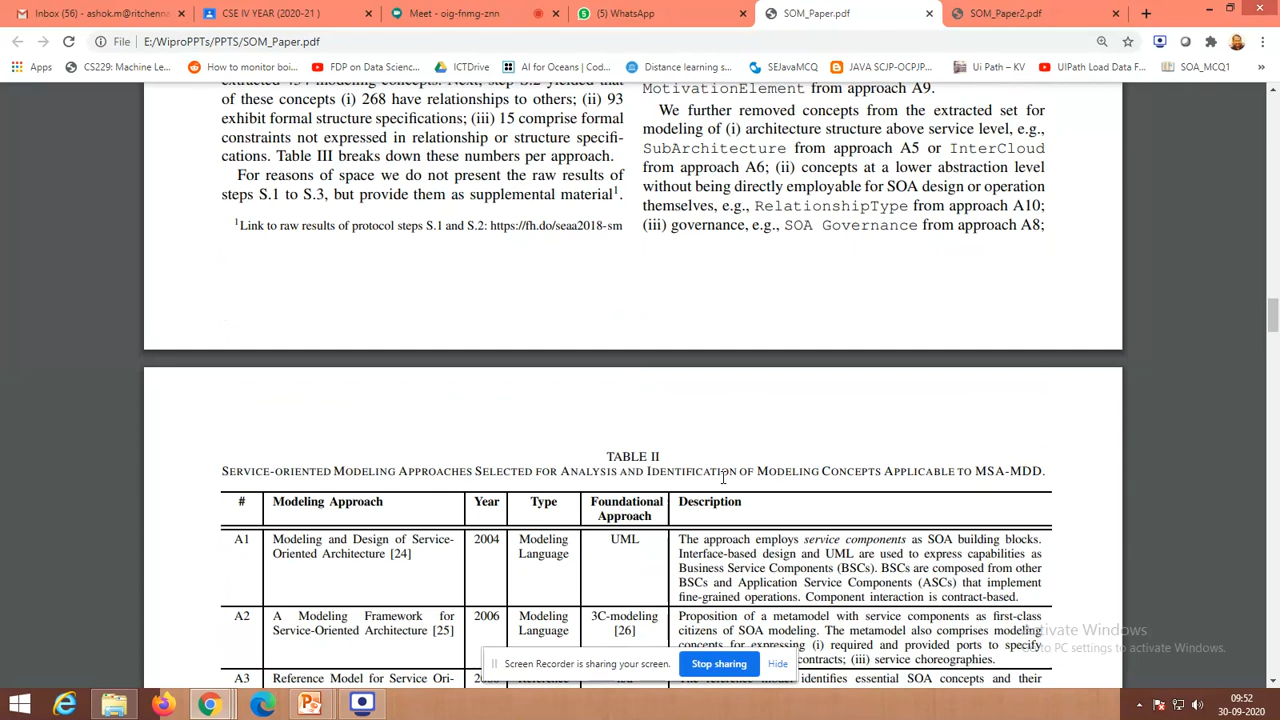 Inbox (56) - ashok.m@ritchenna
CSE IV YEAR (2020-21 )
Meet - oig-fnmg-znn
(5) WhatsApp
SOM_Paper.pdf
SOM_Paper2.pdf
File
E:/WiproPPTs/PPTS/SOM_Paper.pdf
Apps
CS229: Machine Le...
How to monitor boi...
FDP on Data Scienc...
ICTDrive
AI for Oceans | Cod...
Distance learning s...
SEJavaMCQ
JAVA SCJP-OCPJP...
Ui Path – KV
UIPath Load Data F...
SOA_MCQ1
of these concepts (i) 268 have relationships to others; (ii) 93
exhibit formal structure specifications; (iii) 15 comprise formal
constraints not expressed in relationship or structure specifi-
cations. Table III breaks down these numbers per approach.
For reasons of space we do not present the raw results of
steps S.1 to S.3, but provide them as supplemental material1.
1Link to raw results of protocol steps S.1 and S.2: https://fh.do/seaa2018-sm
MotivationElement from approach A9.
We further removed concepts from the extracted set for
modeling of (i) architecture structure above service level, e.g.,
SubArchitecture from approach A5 or InterCloud
from approach A6; (ii) concepts at a lower abstraction level
without being directly employable for SOA design or operation
themselves, e.g., RelationshipType from approach A10;
(iii) governance, e.g., SOA Governance from approach A8;
TABLE II
SERVICE-ORIENTED MODELING APPROACHES SELECTED FOR ANALYSIS AND IDENTIFICATION OF MODELING CONCEPTS APPLICABLE TO MSA-MDD.
# Modeling Approach Year Type Foundational Approach Description
A1
Modeling and Design of Service-
Oriented Architecture [24]
2004
Modeling
Language
UML
The approach employs service components as SOA building blocks.
Interface-based design and UML are used to express capabilities as
Business Service Components (BSCs). BSCs are composed from other
BSCs and Application Service Components (ASCs) that implement
fine-grained operations. Component interaction is contract-based.
A2
A Modeling Framework for
Service-Oriented Architecture [25]
2006
Modeling
Language
3C-modeling
[26]
Proposition of a metamodel with service components as first-class
citizens of SOA modeling. The metamodel also comprises modeling
concepts for expressing (i) required and provided ports to specify
contracts; (iii) service choreographies.
A3
Reference Model for Service Ori-
identifies essential SOA concepts and their
Activate Windows
Go to PC settings to activate Windows.
Screen Recorder is sharing your screen.
Stop sharing
Hide
09:52
30-09-2020